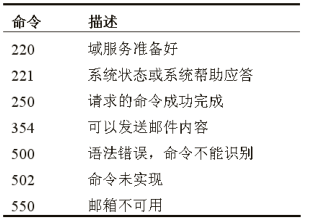 命令 描述
220 域服务准备好
221 系统状态或系统帮助应答
250 请求的命令成功完成
354 可以发送邮件内容
500 语法错误，命令不能识别
502 命令未实现
550 邮箱不可用